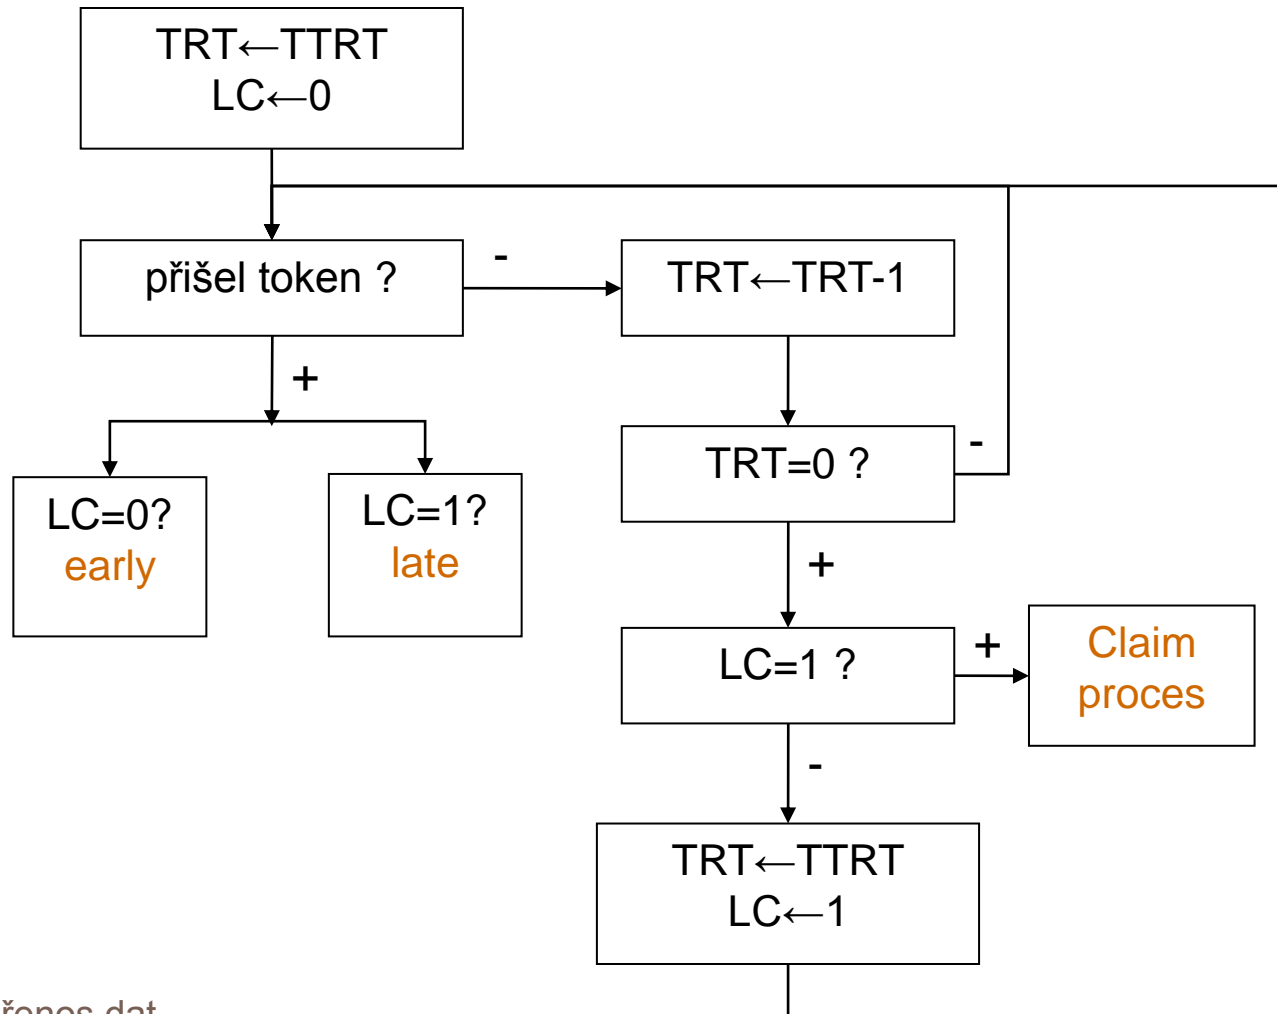 TRT←TTRT
LC←0
přišel token ?
-
TRT←TRT-1
+
TRT=0 ?
-
LC=0?
early
LC=1?
late
+
LC=1 ?
+
Claim
proces
-
TRT←TTRT
LC←1
dat